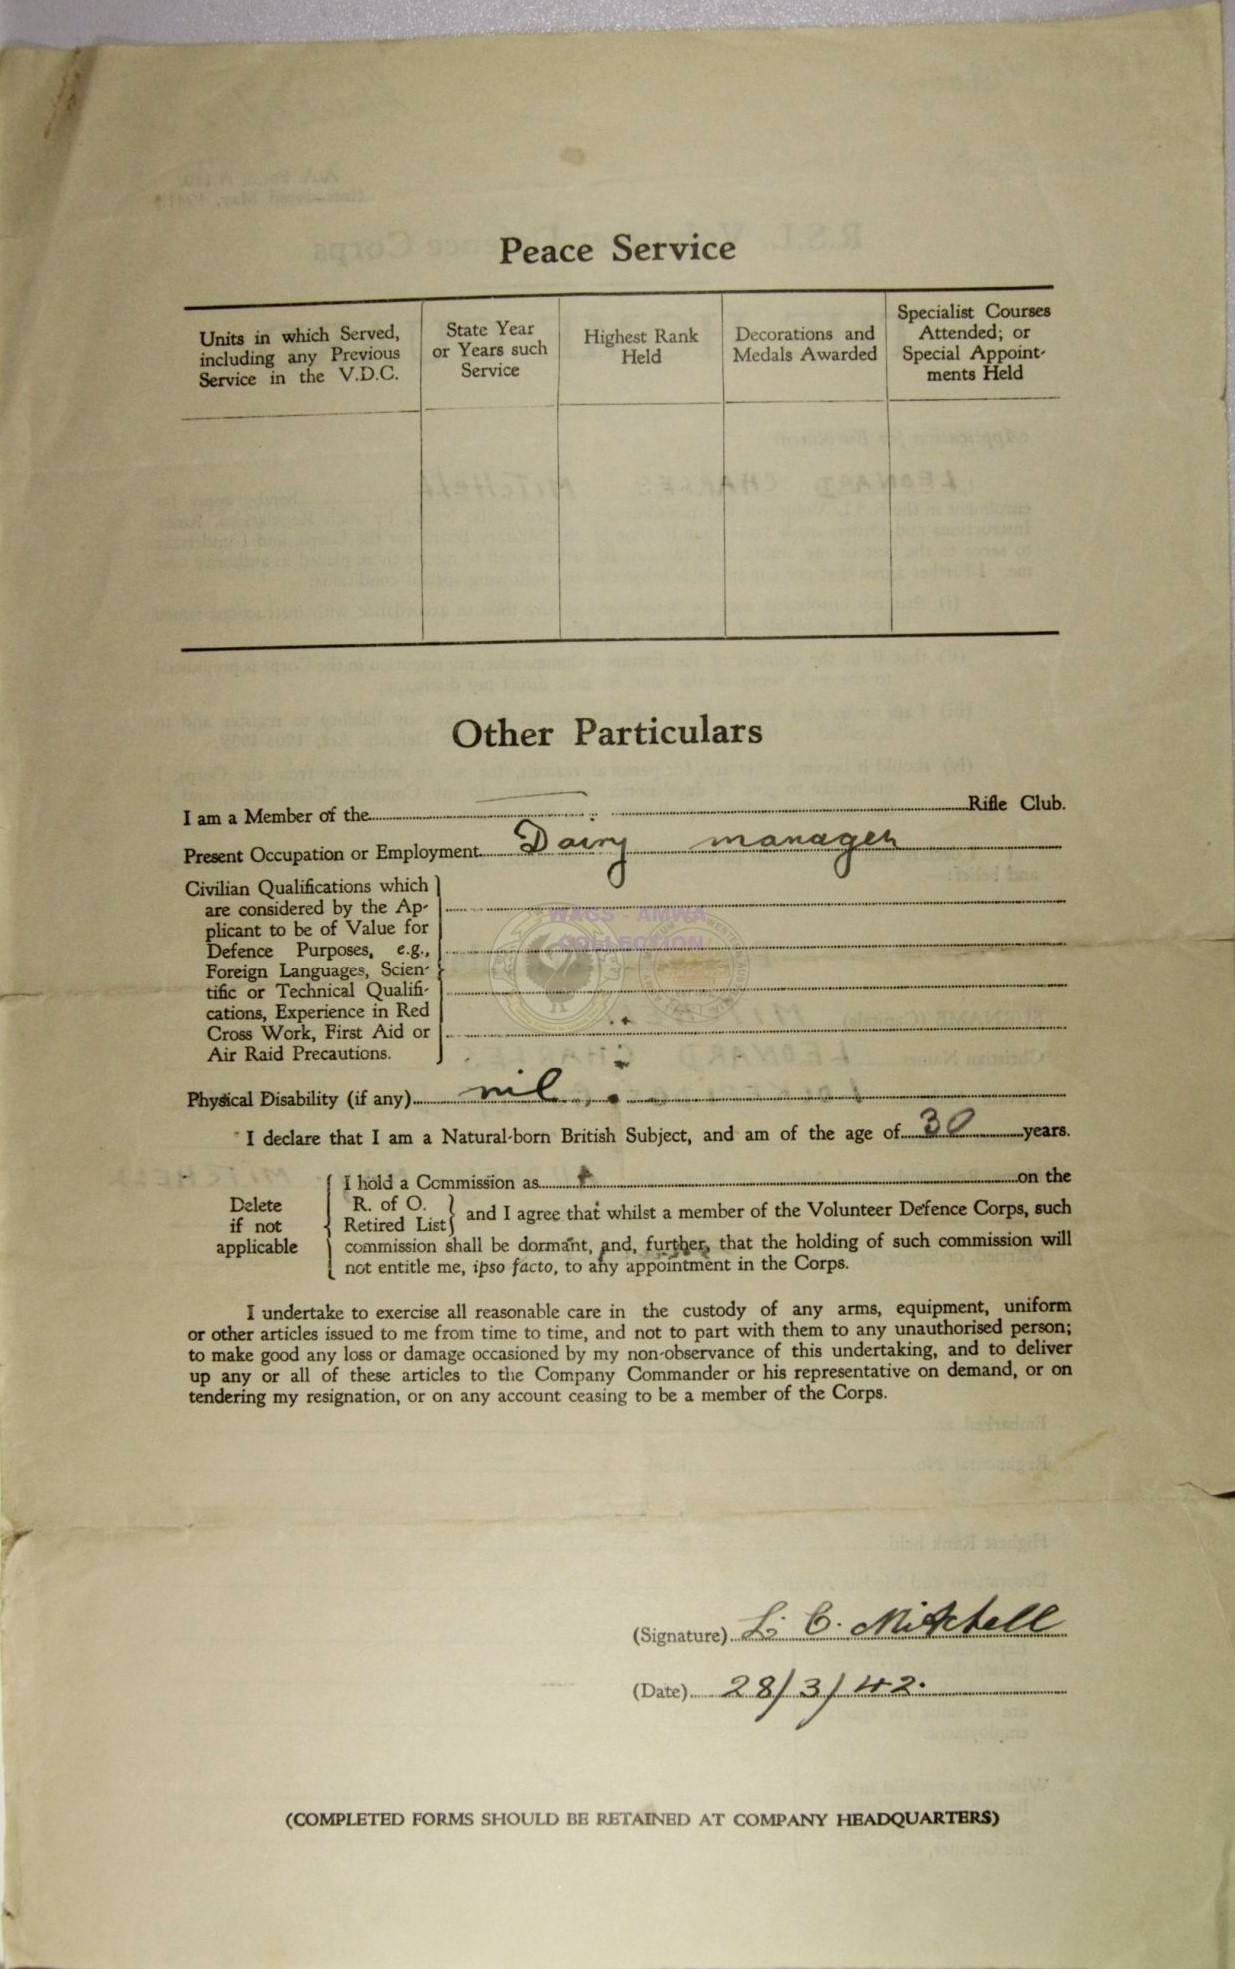 Peace Service
Units in which Served,
including any Previous
Service in the V.D.C.
State Year
or Years such
Service
Highest Rank
Held
Decorations and
Medals Awarded
Specialist Courses
Attended; or
Special Appoint-
ments Held
Other Particulars
I am a Member of the Rifle Club.
Present Occupation or Employment Dairy manager
Civilian Qualifications which
are considered by the Ap-
plicant to be of Value for
Defence Purposes, e.g.,
Foreign Languages, Scien-
tific or Technical Qualifi-
cations, Experience in Red
Cross Work, First Aid or
Air Raid Precautions.
WAGS - AMWA
COLLECTION
Physical Disability (if any) nil
I declare that I am a Natural-born British Subject, and am of the age of 30 years.
Delete
if not
applicable
I hold a Commission as on the
R. of O.
Retired List
and I agree that whilst a member of the Volunteer Defence Corps, such
commission shall be dormant, and, further, that the holding of such commission will
not entitle me, ipso facto, to any appointment in the Corps.
I undertake to exercise all reasonable care in the custody of any arms, equipment, uniform
or other articles issued to me from time to time, and not to part with them to any unauthorised person;
to make good any loss or damage occasioned by my non-observance of this undertaking, and to deliver
up any or all of these articles to the Company Commander or his representative on demand, or on
tendering my resignation, or on any account ceasing to be a member of the Corps.
(Signature) L. C. Mitchell
(Date) 28/3/42.
(COMPLETED FORMS SHOULD BE RETAINED AT COMPANY HEADQUARTERS)